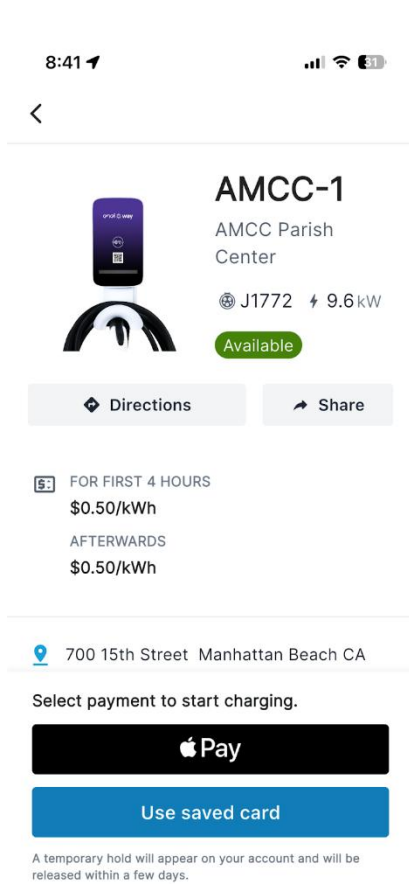 8:41
31
AMCC-1
AMCC Parish
Center
J1772 9.6 kW
Available
Directions
Share
FOR FIRST 4 HOURS
$0.50/kWh
AFTERWARDS
$0.50/kWh
700 15th Street Manhattan Beach CA
Select payment to start charging.
Pay
Use saved card
A temporary hold will appear on your account and will be
released within a few days.